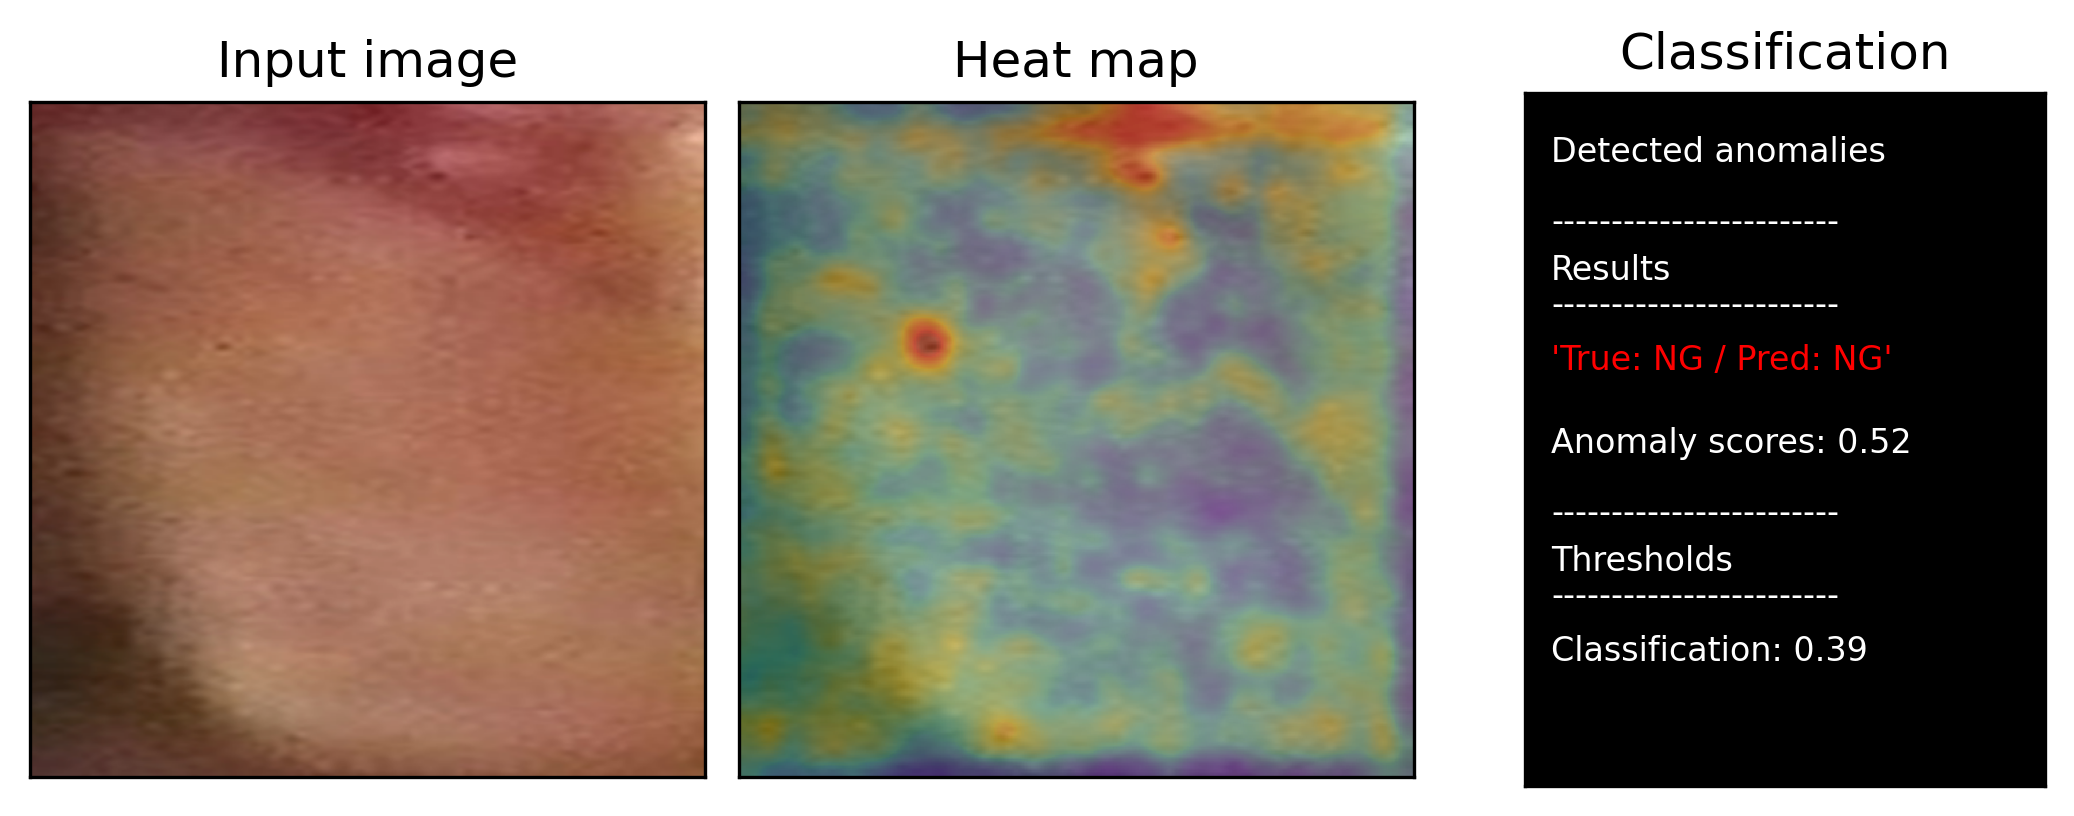 Input image
Heat map
Classification
Detected anomalies
------------------------
Results
------------------------
'True: NG / Pred: NG'
Anomaly scores: 0.52
------------------------
Thresholds
------------------------
Classification: 0.39